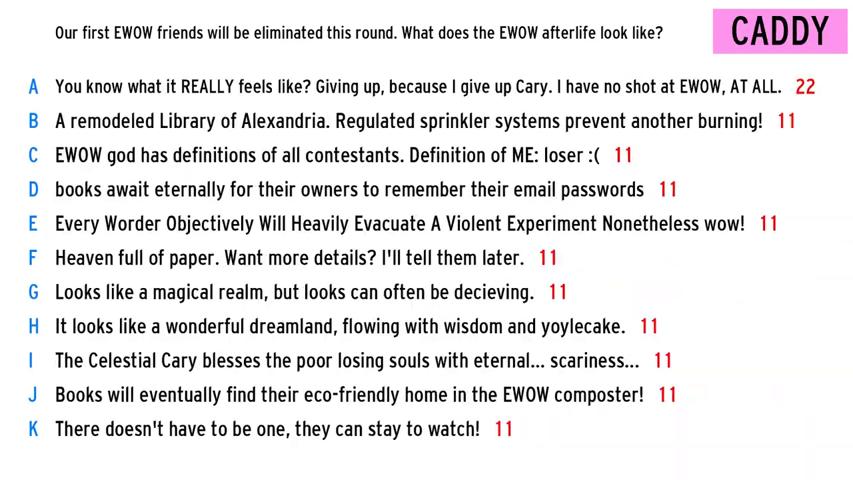 Our first EWOW friends will be eliminated this round. What does the EWOW afterlife look like?
CADDY
A You know what it REALLY feels like? Giving up, because I give up Cary. I have no shot at EWOW, AT ALL. 22
B A remodeled Library of Alexandria. Regulated sprinkler systems prevent another burning! 11
C EWOW god has definitions of all contestants. Definition of ME: loser :( 11
D books await eternally for their owners to remember their email passwords 11
E Every Worder Objectively Will Heavily Evacuate A Violent Experiment Nonetheless wow! 11
F Heaven full of paper. Want more details? I'll tell them later. 11
G Looks like a magical realm, but looks can often be decieving. 11
H It looks like a wonderful dreamland, flowing with wisdom and yoylecake. 11
I The Celestial Cary blesses the poor losing souls with eternal... scariness... 11
J Books will eventually find their eco-friendly home in the EWOW composter! 11
K There doesn't have to be one, they can stay to watch! 11